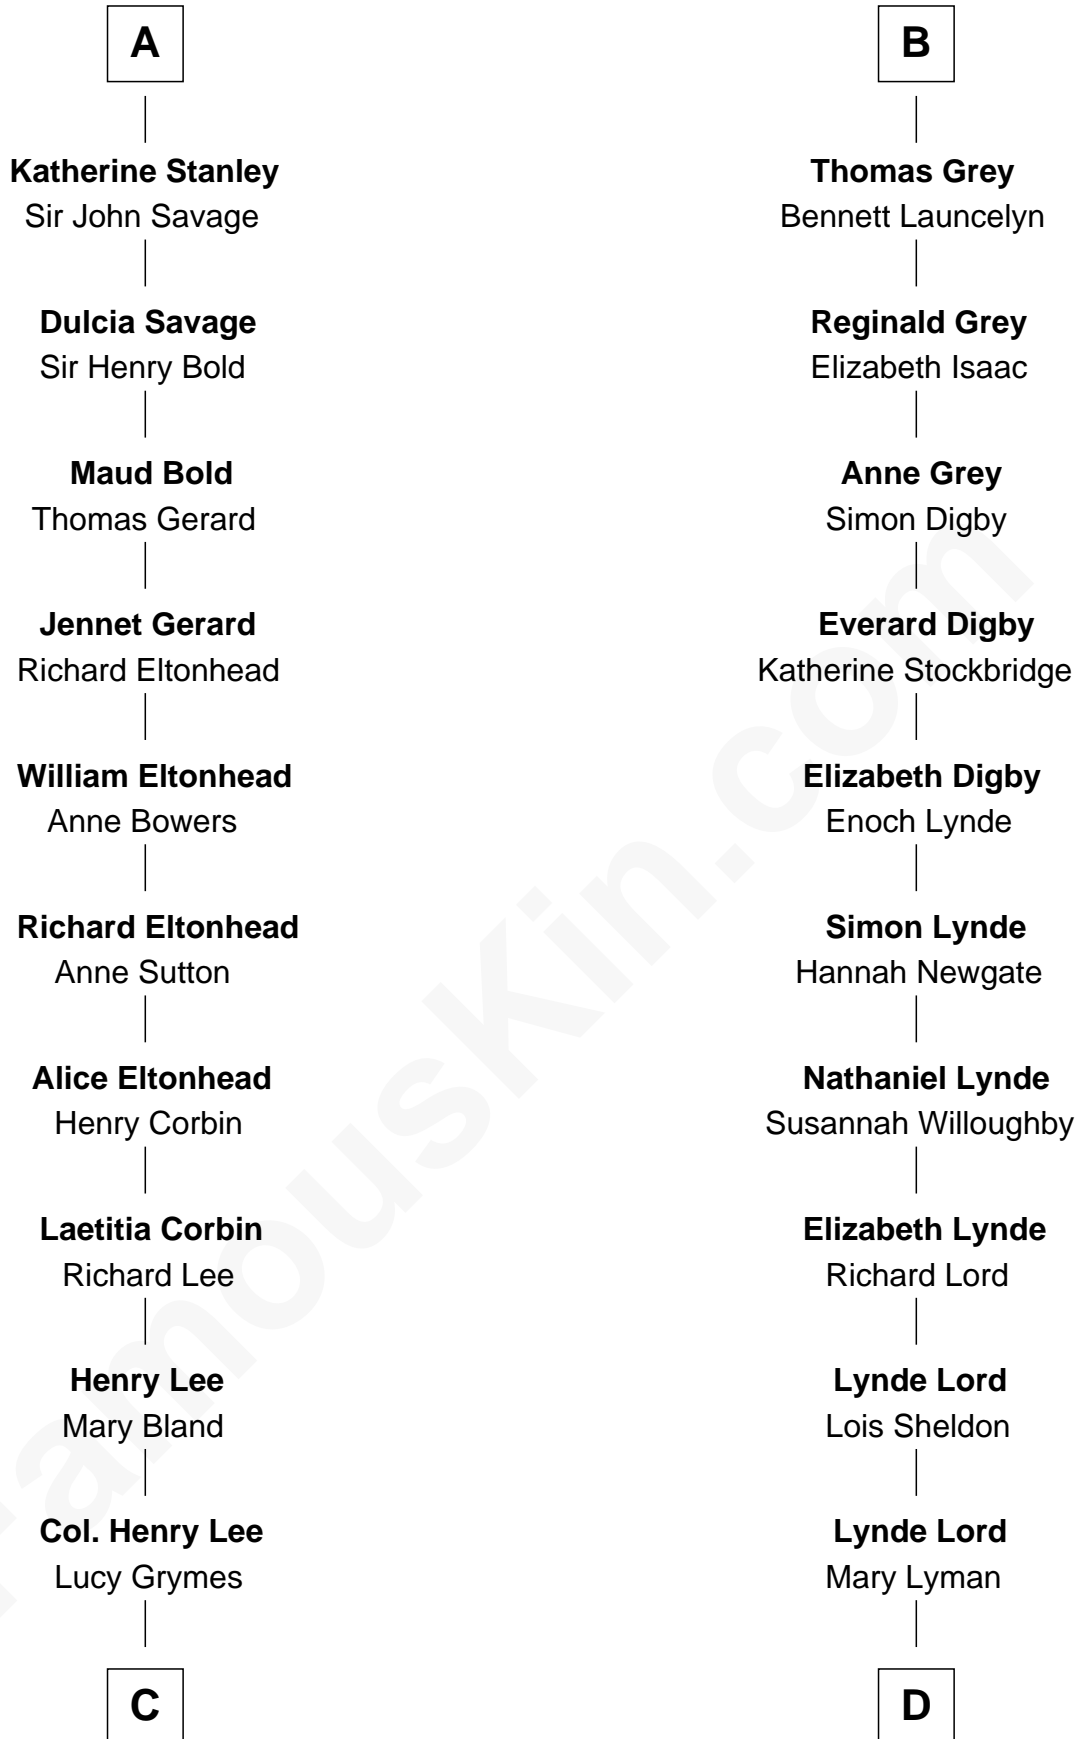 A
Katherine Stanley
Sir John Savage
Dulcia Savage
Sir Henry Bold
Maud Bold
Thomas Gerard
Jennet Gerard
Richard Eltonhead
William Eltonhead
Anne Bowers
Richard Eltonhead
Anne Sutton
Alice Eltonhead
Henry Corbin
Laetitia Corbin
Richard Lee
Henry Lee
Mary Bland
Col. Henry Lee
Lucy Grymes
C
B
Thomas Grey
Bennett Launcelyn
Reginald Grey
Elizabeth Isaac
Anne Grey
Simon Digby
Everard Digby
Katherine Stockbridge
Elizabeth Digby
Enoch Lynde
Simon Lynde
Hannah Newgate
Nathaniel Lynde
Susannah Willoughby
Elizabeth Lynde
Richard Lord
Lynde Lord
Lois Sheldon
Lynde Lord
Mary Lyman
D
FamousKin.com